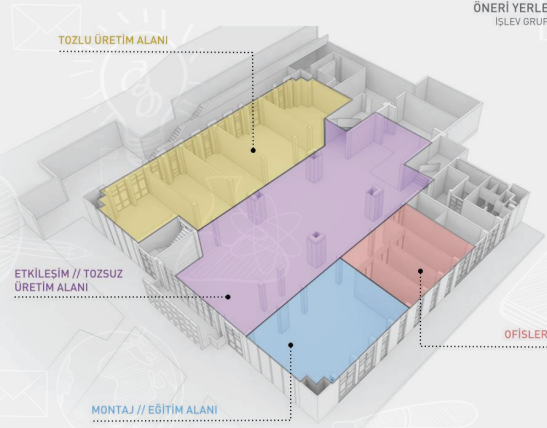 ÖNERİ YERLE
İŞLEV GRUP
TOZLU ÜRETİM ALANI
ETKİLEŞİM // TOZSUZ
ÜRETİM ALANI
OFİSLER
MONTAJ // EĞİTİM ALANI